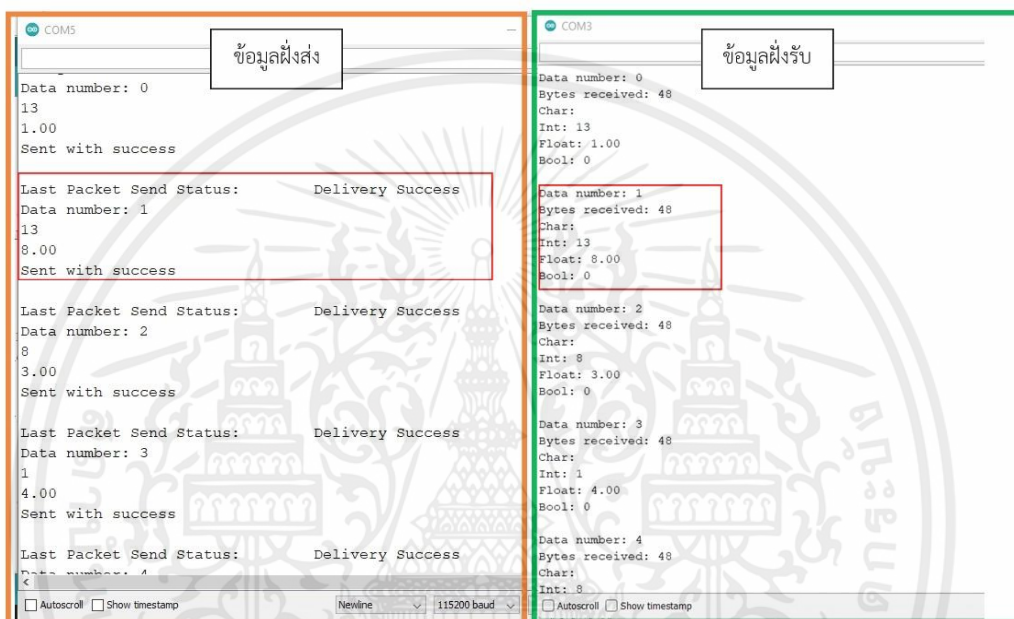 COM5
ข้อมูลฝั่งส่ง
Data number: 0
13
1.00
Sent with success
Last Packet Send Status: Delivery Success
Data number: 1
13
8.00
Sent with success
Last Packet Send Status: Delivery Success
Data number: 2
8
3.00
Sent with success
Last Packet Send Status: Delivery Success
Data number: 3
1
4.00
Sent with success
Last Packet Send Status: Delivery Success
Data number: 4
Autoscroll Show timestamp Newline 115200 baud
COM3
ข้อมูลฝั่งรับ
Data number: 0
Bytes received: 48
Char:
Int: 13
Float: 1.00
Bool: 0
Data number: 1
Bytes received: 48
Char:
Int: 13
Float: 8.00
Bool: 0
Data number: 2
Bytes received: 48
Char:
Int: 8
Float: 3.00
Bool: 0
Data number: 3
Bytes received: 48
Char:
Int: 1
Float: 4.00
Bool: 0
Data number: 4
Bytes received: 48
Char:
Int: 8
Autoscroll Show timestamp